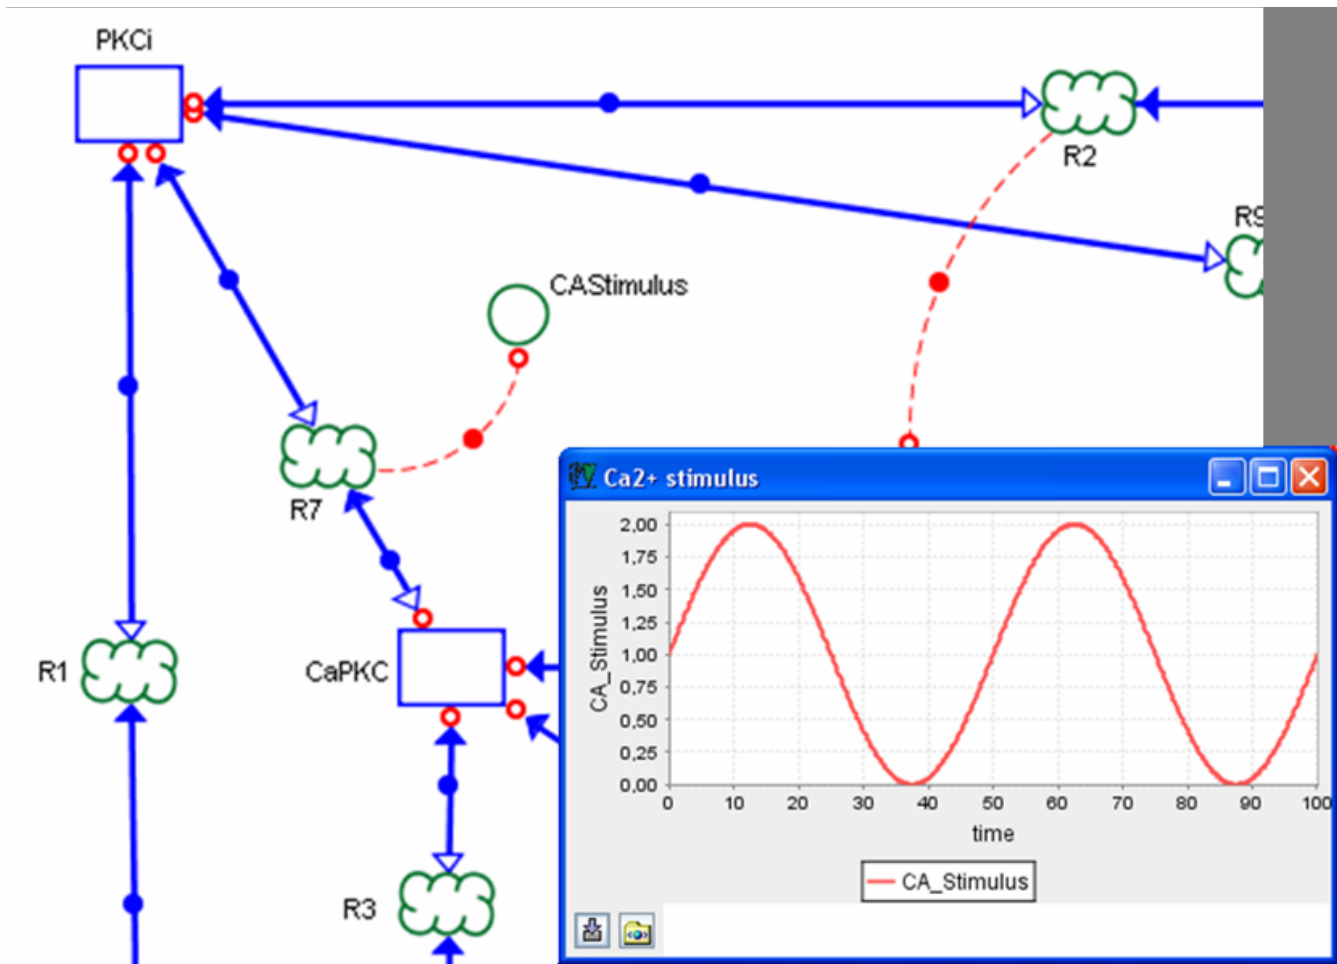 PKCi
R2
R9
CAStimulus
R7
R1
CaPKC
R3
Ca2+ stimulus
2,00
1,75
1,50
1,25
1,00
0,75
0,50
0,25
0,00
CA_Stimulus
0 10 20 30 40 50 60 70 80 90 100
time
CA_Stimulus